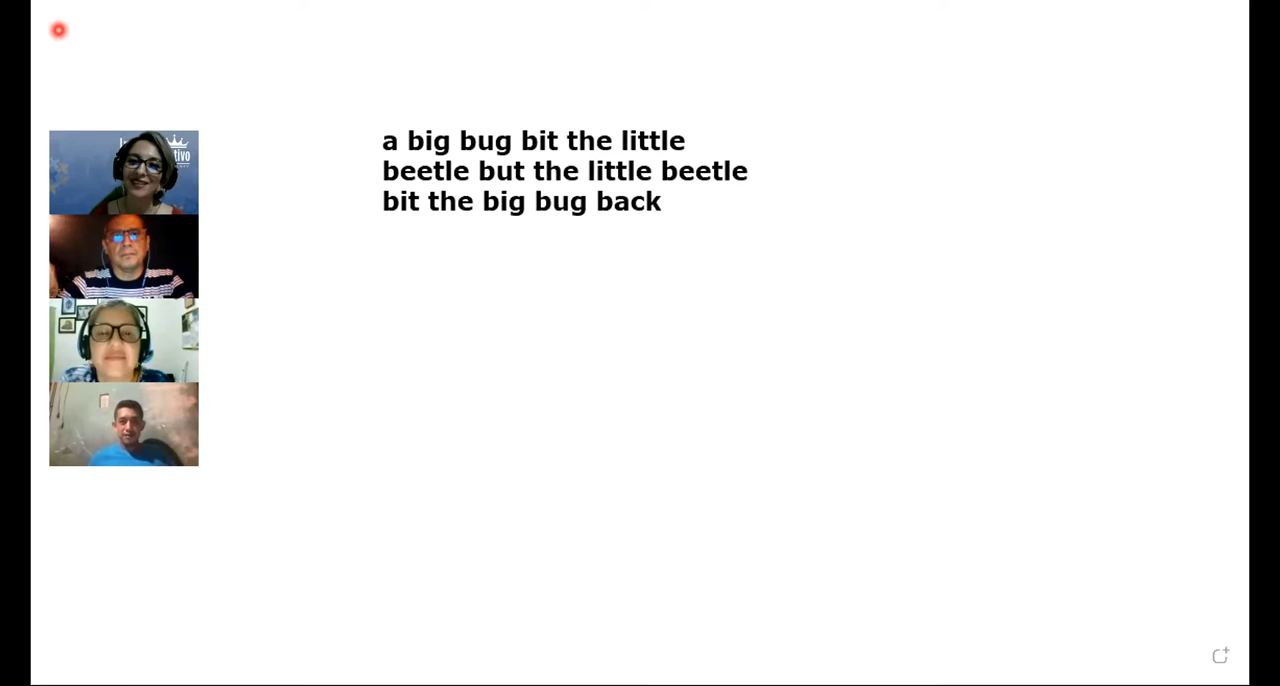 a big bug bit the little
beetle but the little beetle
bit the big bug back